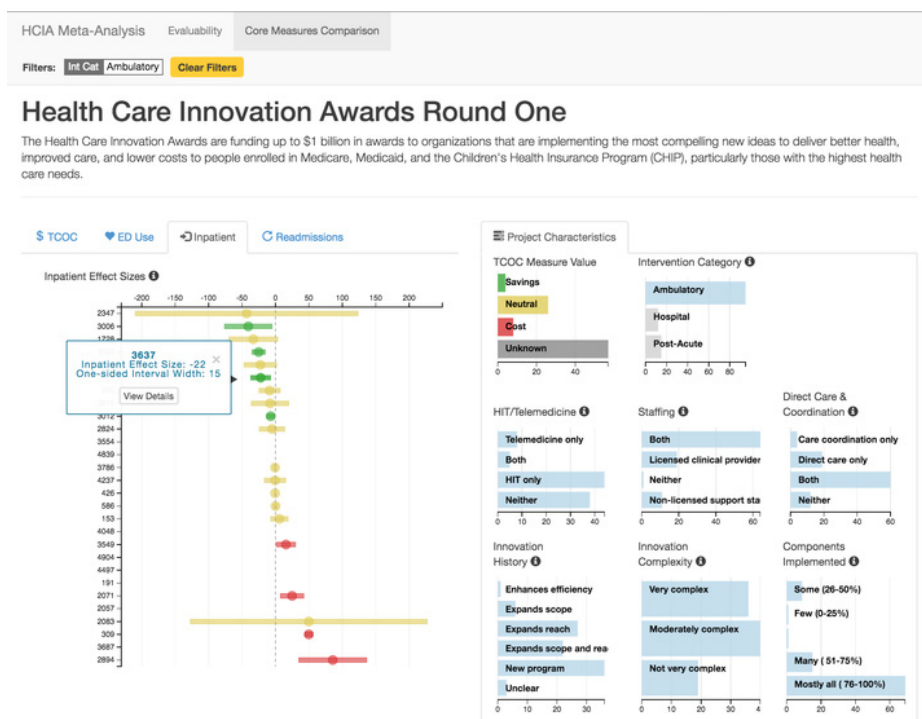 HCIA Meta-Analysis Evaluability Core Measures Comparison
Filters: Int Cat Ambulatory Clear Filters
Health Care Innovation Awards Round One
The Health Care Innovation Awards are funding up to $1 billion in awards to organizations that are implementing the most compelling new ideas to deliver better health,
improved care, and lower costs to people enrolled in Medicare, Medicaid, and the Children's Health Insurance Program (CHIP), particularly those with the highest health
care needs.
$ TCOC ED Use Inpatient Readmissions
Inpatient Effect Sizes
-200 -150 -100 -50 0 50 100 150 200
2347
3006
1728
3637
Inpatient Effect Size: -22
One-sided Interval Width: 15
View Details
3012
2824
3554
4839
3786
4237
426
586
153
4048
3549
4904
4497
191
2071
2057
2083
309
3687
2894
Project Characteristics
TCOC Measure Value
Savings
Neutral
Cost
Unknown
0 20 40
Intervention Category
Ambulatory
Hospital
Post-Acute
0 20 40 60 80
HIT/Telemedicine
Telemedicine only
Both
HIT only
Neither
0 10 20 30 40
Staffing
Both
Licensed clinical provider
Neither
Non-licensed support sta
0 20 40 60
Direct Care &
Coordination
Care coordination only
Direct care only
Both
Neither
0 20 40 60
Innovation
History
Enhances efficiency
Expands scope
Expands reach
Expands scope and rea
New program
Unclear
0 10 20 30
Innovation
Complexity
Very complex
Moderately complex
Not very complex
0 10 20 30 4
Components
Implemented
Some (26-50%)
Few (0-25%)
Many ( 51-75%)
Mostly all ( 76-100%)
0 20 40 60